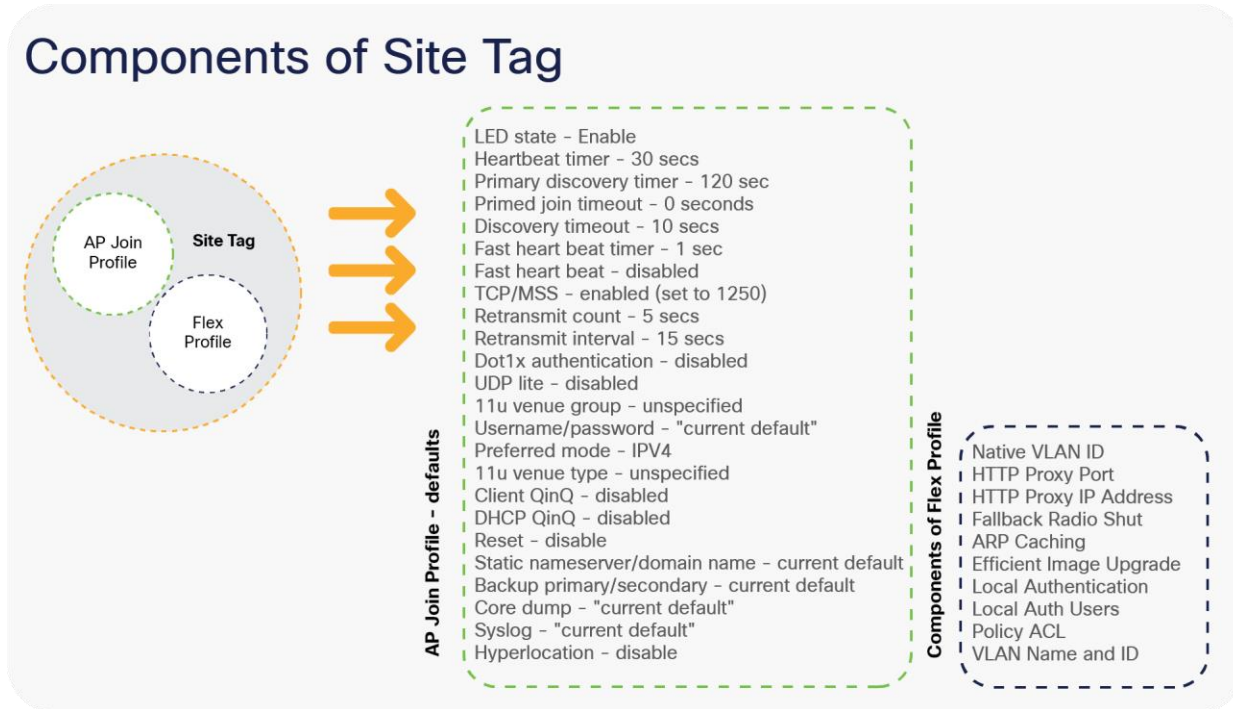 Components of Site Tag
AP Join
Profile
Site Tag
Flex
Profile
AP Join Profile - defaults
LED state - Enable
Heartbeat timer - 30 secs
Primary discovery timer - 120 sec
Primed join timeout - 0 seconds
Discovery timeout - 10 secs
Fast heart beat timer - 1 sec
Fast heart beat - disabled
TCP/MSS - enabled (set to 1250)
Retransmit count - 5 secs
Retransmit interval - 15 secs
Dot1x authentication - disabled
UDP lite - disabled
11u venue group - unspecified
Username/password - "current default"
Preferred mode - IPV4
11u venue type - unspecified
Client QinQ - disabled
DHCP QinQ - disabled
Reset - disable
Static nameserver/domain name - current default
Backup primary/secondary - current default
Core dump - "current default"
Syslog - "current default"
Hyperlocation - disable
Components of Flex Profile
Native VLAN ID
HTTP Proxy Port
HTTP Proxy IP Address
Fallback Radio Shut
ARP Caching
Efficient Image Upgrade
Local Authentication
Local Auth Users
Policy ACL
VLAN Name and ID